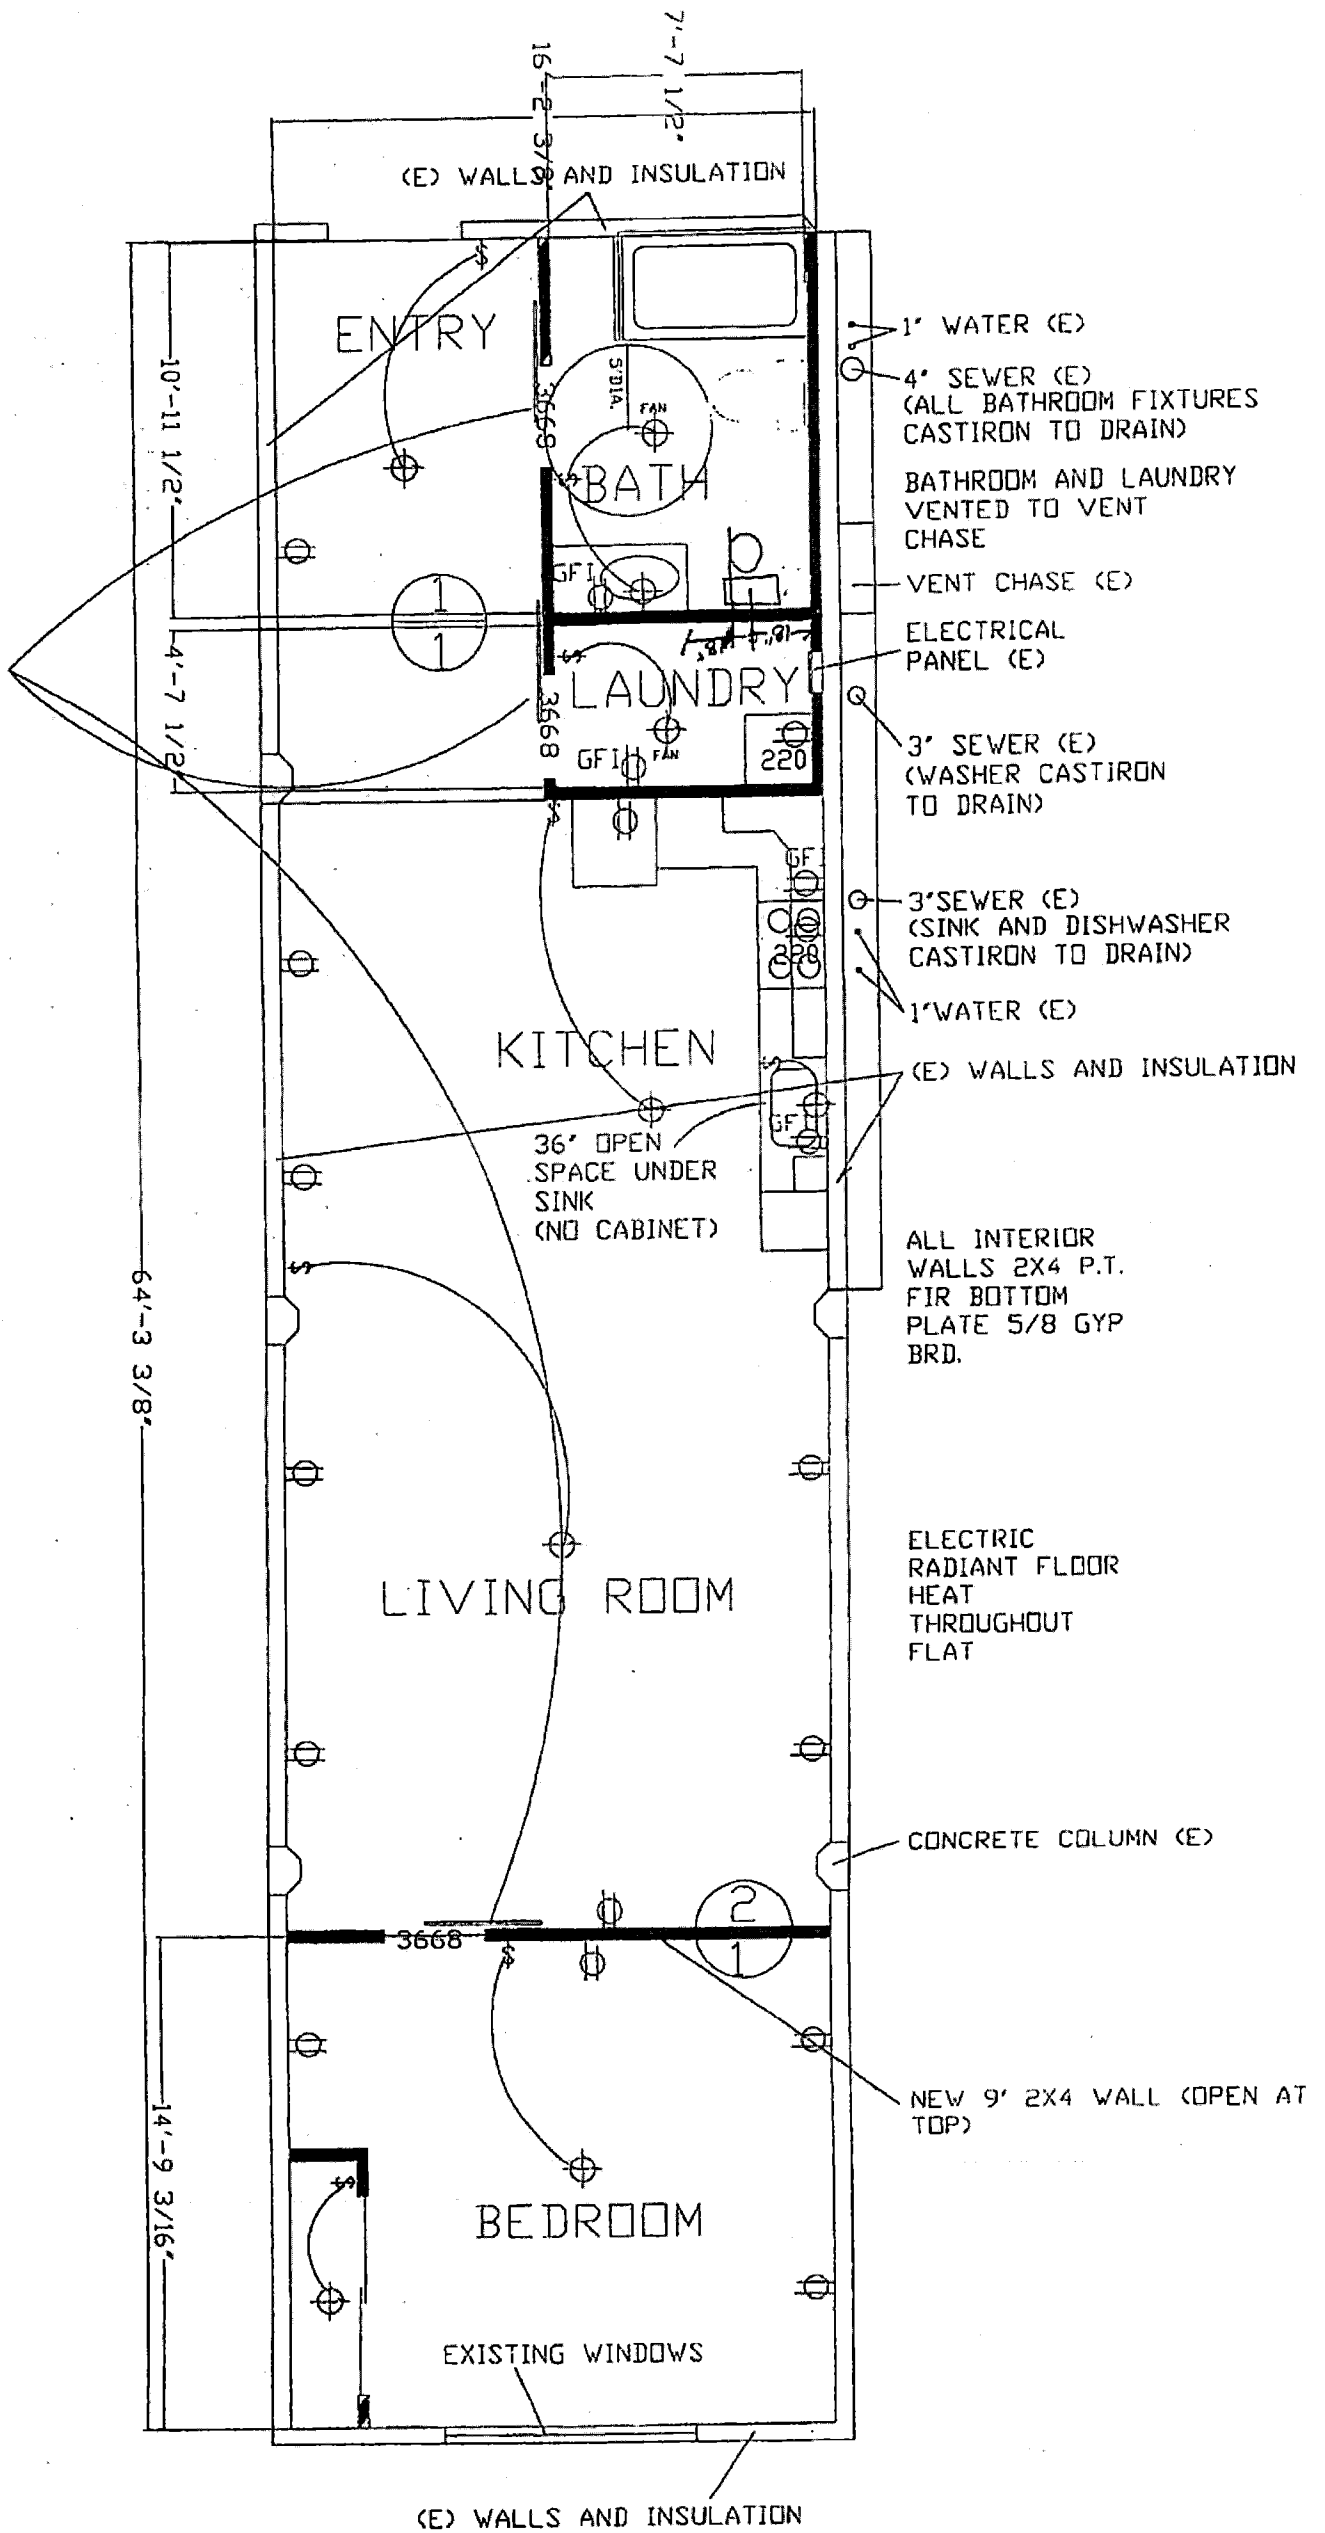 7'-7 1/2"
16'-2 3/8"
(E) WALLS AND INSULATION
ENTRY
1" WATER (E)
5'DIA.
10'-11 1/2"
4" SEWER (E)
(ALL BATHROOM FIXTURES
CASTIRON TO DRAIN)
3668
FAN
BATH
BATHROOM AND LAUNDRY
VENTED TO VENT
CHASE
GFI
VENT CHASE (E)
1
1
ELECTRICAL
PANEL (E)
18"
18"
4'-7 1/2"
LAUNDRY
3668
GFI
FAN
220
3" SEWER (E)
(WASHER CASTIRON
TO DRAIN)
GF
3"SEWER (E)
(SINK AND DISHWASHER
CASTIRON TO DRAIN)
220
1"WATER (E)
KITCHEN
(E) WALLS AND INSULATION
GF
36" OPEN
SPACE UNDER
SINK
(NO CABINET)
ALL INTERIOR
WALLS 2X4 P.T.
FIR BOTTOM
PLATE 5/8 GYP
BRD.
64'-3 3/8"
ELECTRIC
RADIANT FLOOR
HEAT
THROUGHOUT
FLAT
LIVING ROOM
CONCRETE COLUMN (E)
2
1
3668
NEW 9' 2X4 WALL (OPEN AT
TOP)
14'-9 3/16"
BEDROOM
EXISTING WINDOWS
(E) WALLS AND INSULATION